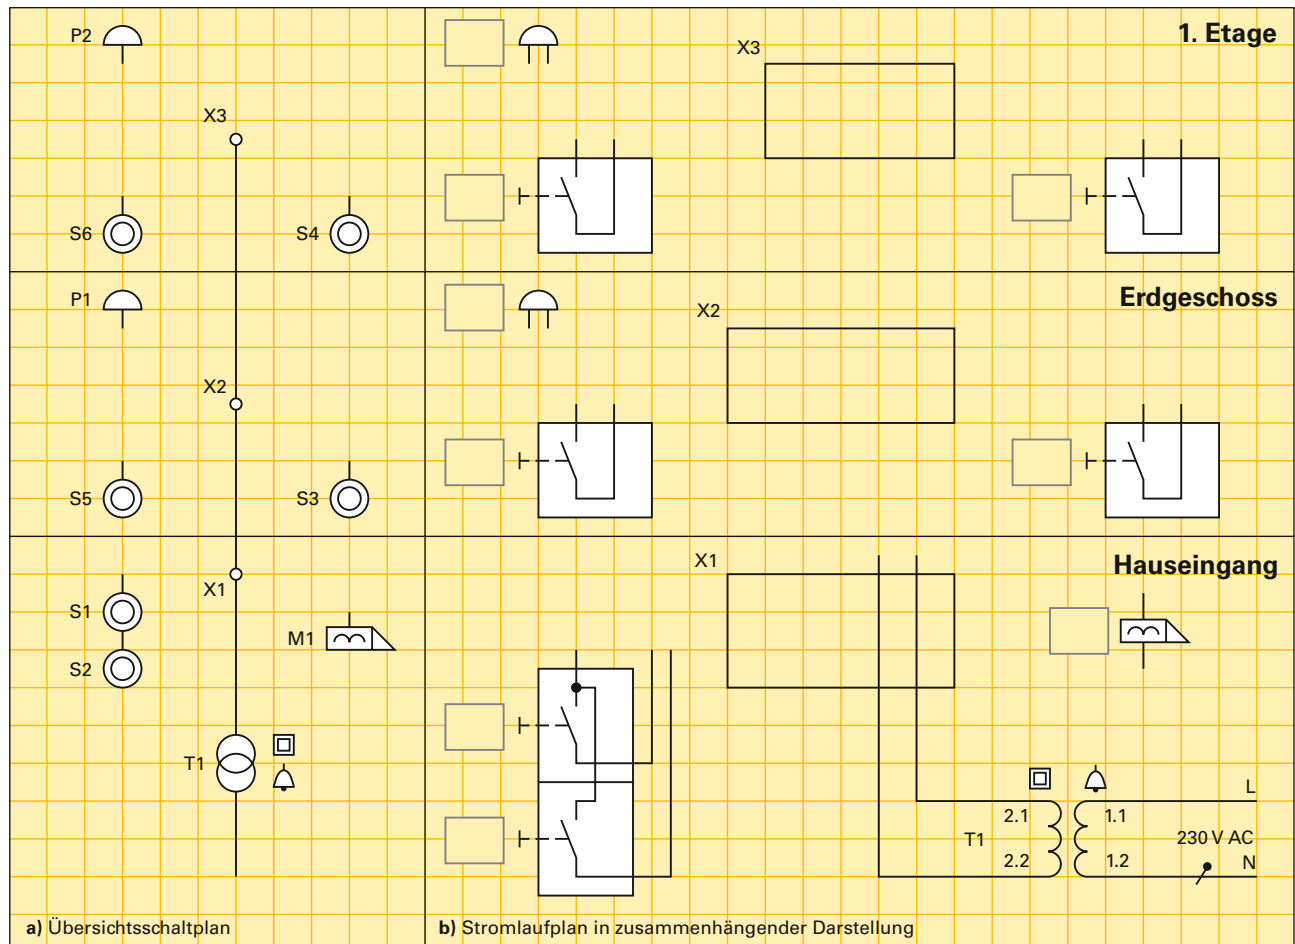 P2
X3
S6
S4
P1
X2
S5
S3
X1
S1
S2
M1
T1
a) Übersichtsschaltplan
1. Etage
X3
Erdgeschoss
X2
Hauseingang
X1
L
2.1 1.1
T1 230 V AC
2.2 1.2 N
b) Stromlaufplan in zusammenhängender Darstellung